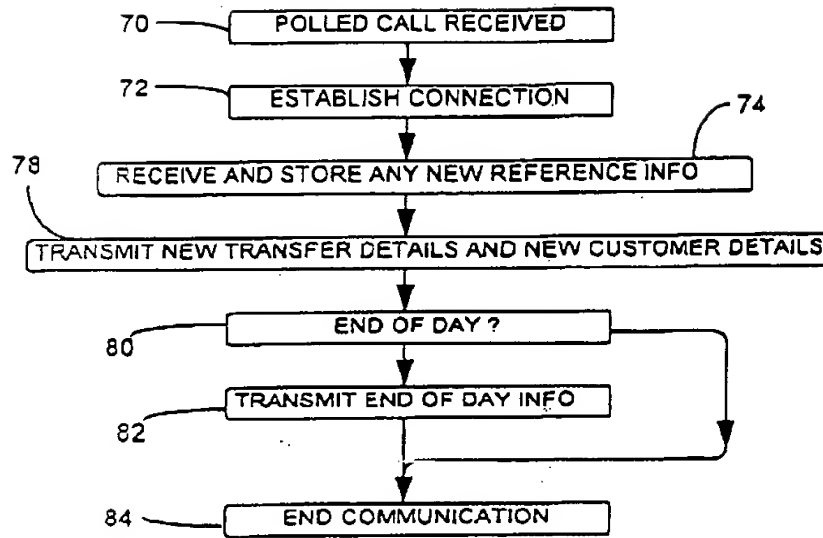 70
POLLED CALL RECEIVED
72
ESTABLISH CONNECTION
74
RECEIVE AND STORE ANY NEW REFERENCE INFO
78
TRANSMIT NEW TRANSFER DETAILS AND NEW CUSTOMER DETAILS
80
END OF DAY ?
82
TRANSMIT END OF DAY INFO
84
END COMMUNICATION